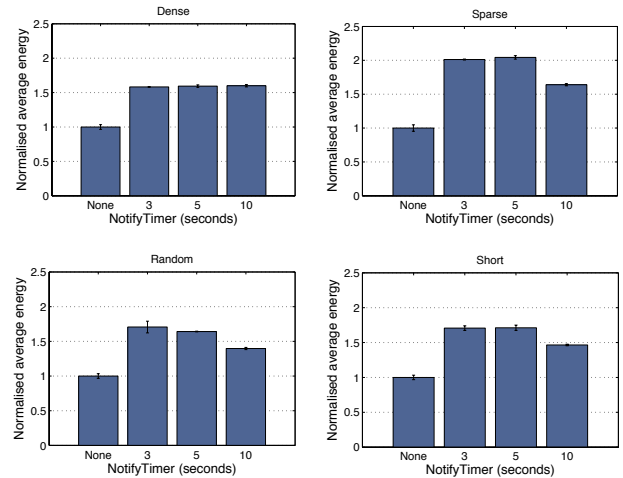 Dense
2.5
2
1.5
1
0.5
0
Normalised average energy
None 3 5 10
NotifyTimer (seconds)
Sparse
2.5
2
1.5
1
0.5
0
Normalised average energy
None 3 5 10
NotifyTimer (seconds)
Random
2.5
2
1.5
1
0.5
0
Normalised average energy
None 3 5 10
NotifyTimer (seconds)
Short
2.5
2
1.5
1
0.5
0
Normalised average energy
None 3 5 10
NotifyTimer (seconds)